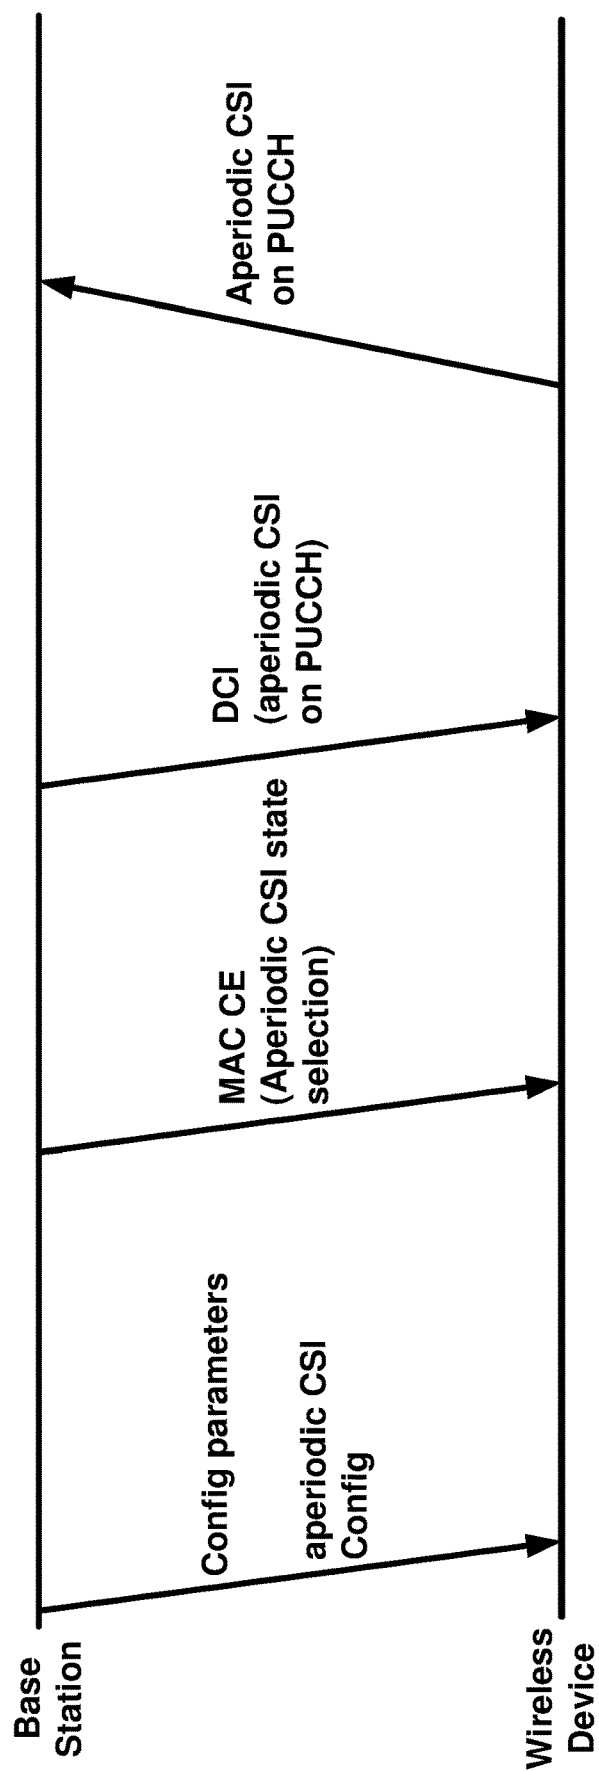 Base
Station
Wireless
Device
Config parameters
aperiodic CSI
Config
MAC CE
(Aperiodic CSI state
selection)
DCI
(aperiodic CSI
on PUCCH)
Aperiodic CSI
on PUCCH